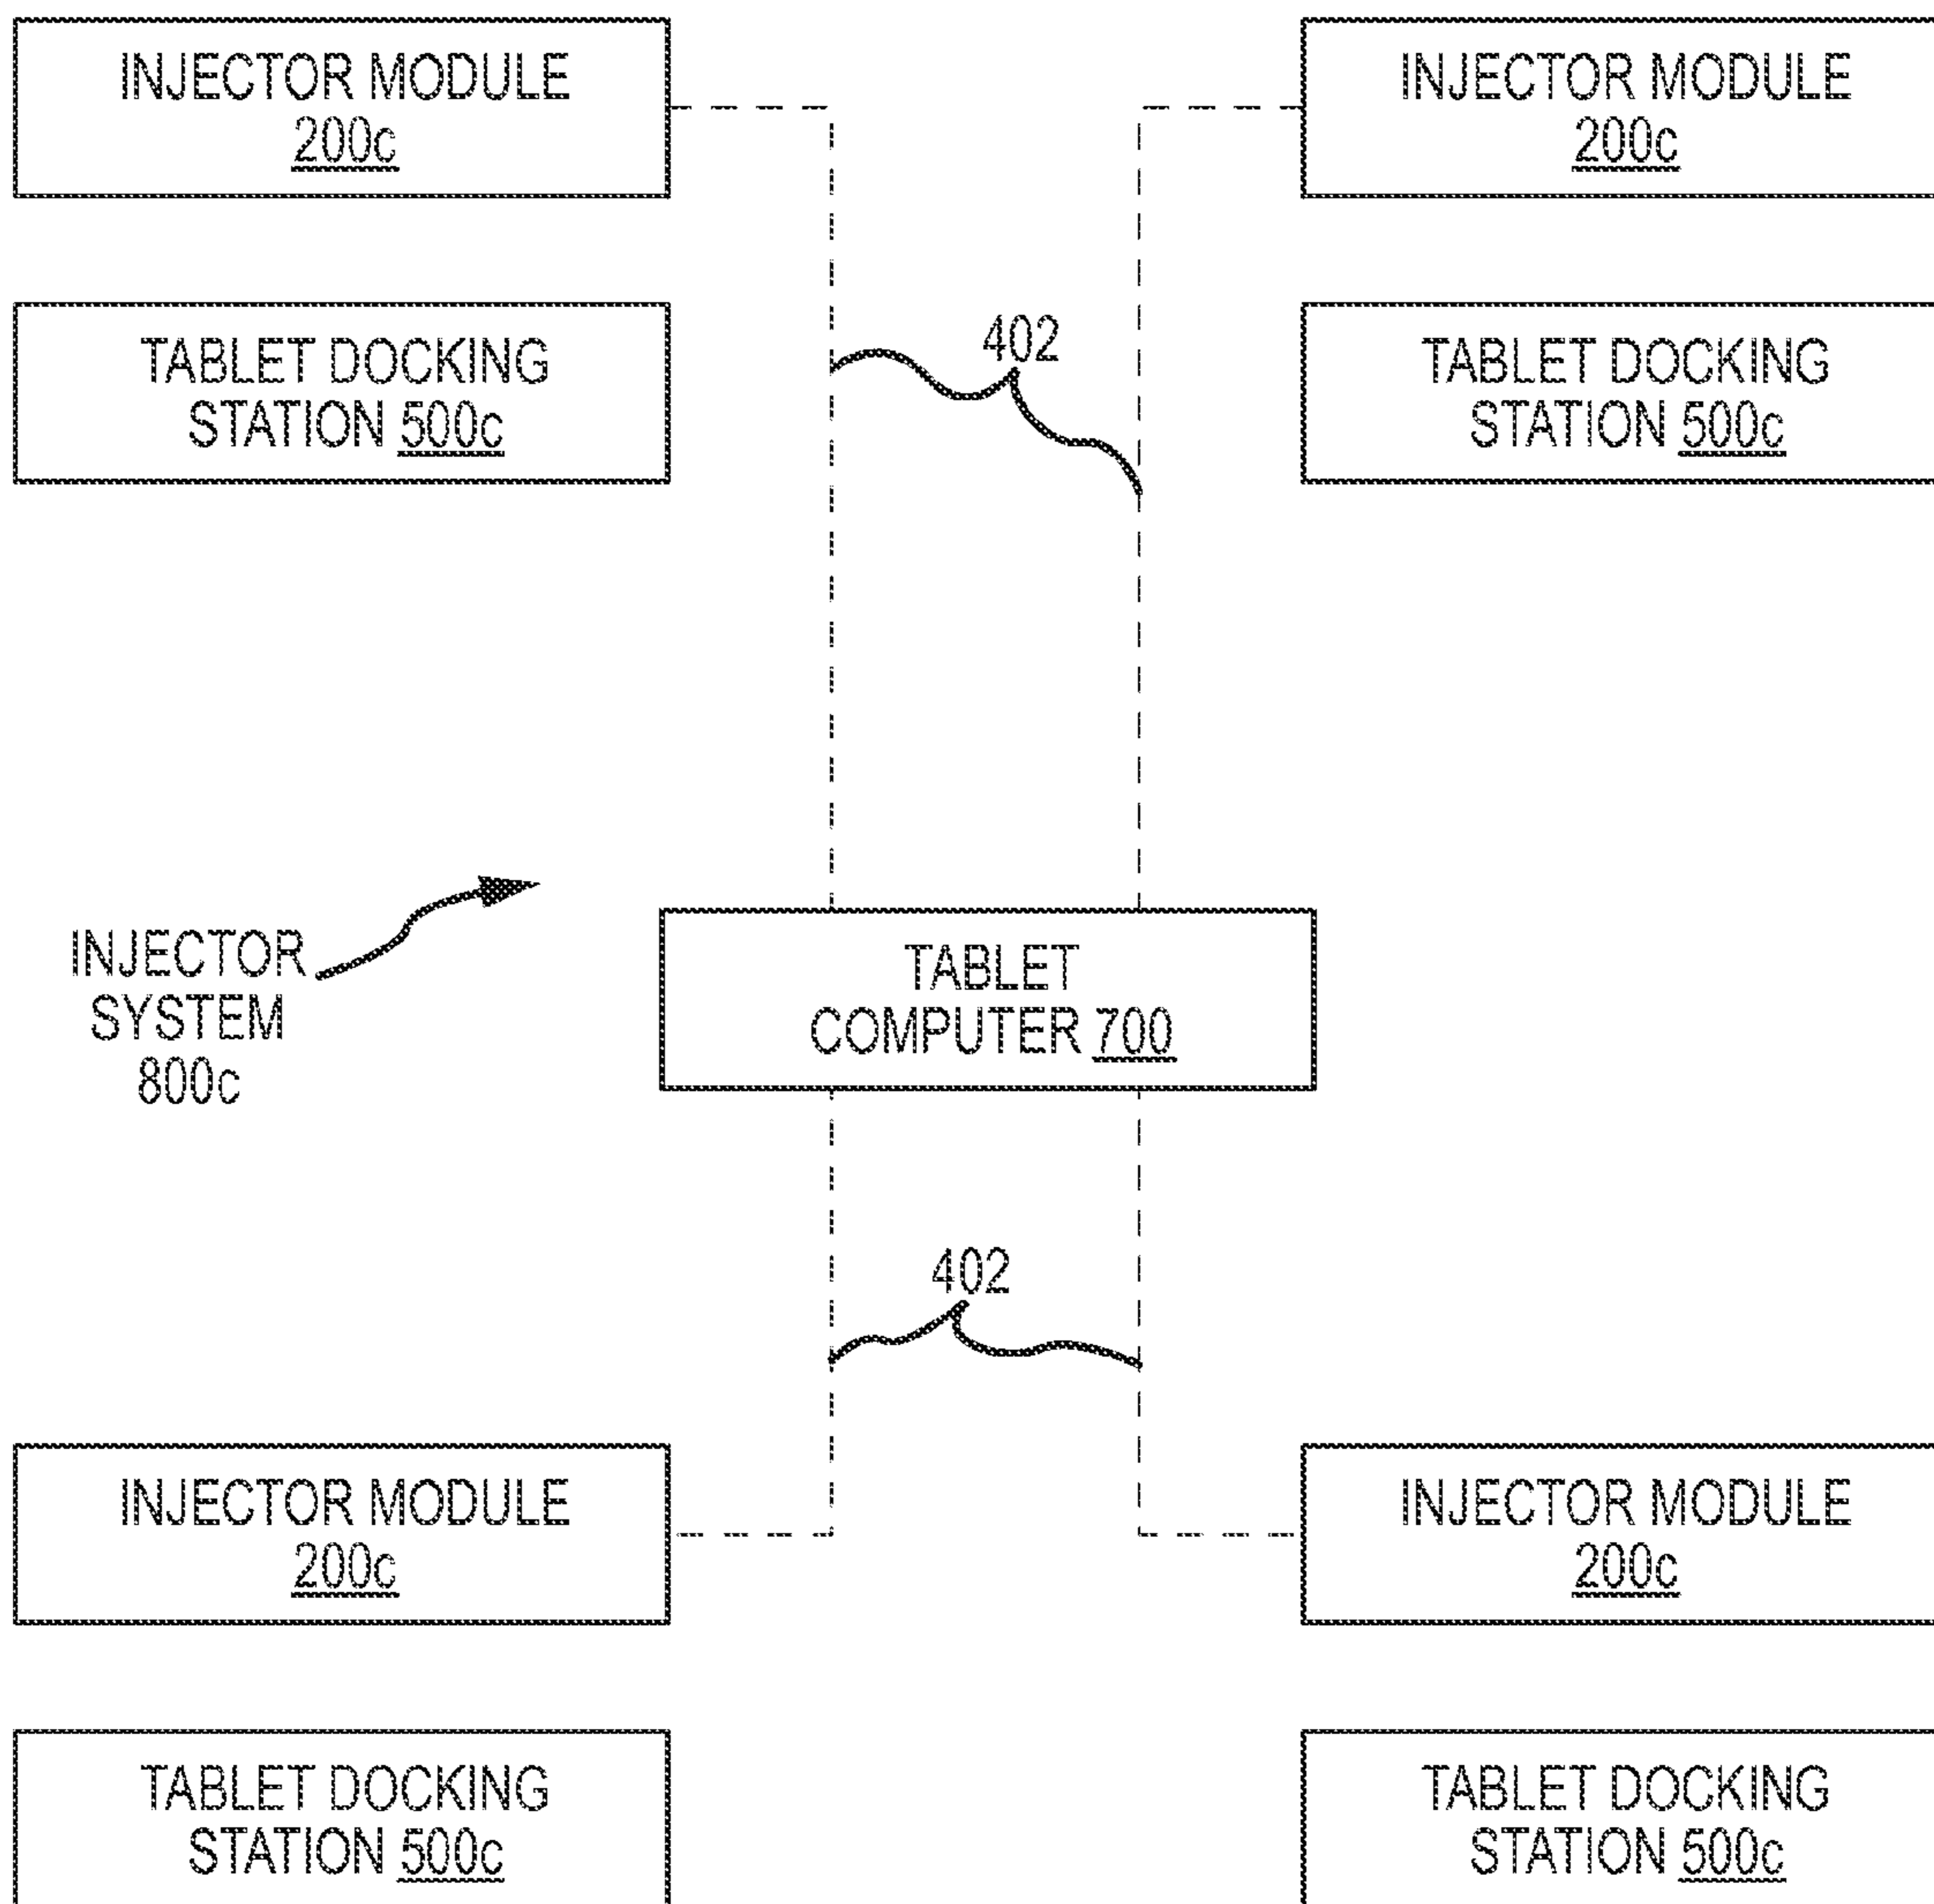 INJECTOR MODULE
200c
INJECTOR MODULE
200c
TABLET DOCKING
STATION 500c
402
TABLET DOCKING
STATION 500c
INJECTOR
SYSTEM
800c
TABLET
COMPUTER 700
402
INJECTOR MODULE
200c
INJECTOR MODULE
200c
TABLET DOCKING
STATION 500c
TABLET DOCKING
STATION 500c